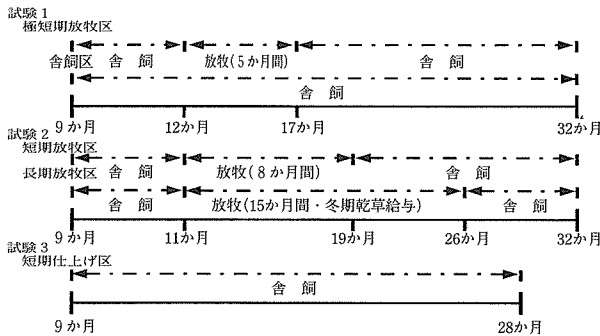 試験1
極短期放牧区
舎飼区 舎飼 放牧(5か月間) 舎飼
舎飼
9か月 12か月 17か月 32か月
試験2
短期放牧区
長期放牧区 舎飼 放牧(8か月間) 舎飼
舎飼 放牧(15か月間・冬期乾草給与) 舎飼
9か月 11か月 19か月 26か月 32か月
試験3
短期仕上げ区
舎飼
9か月 28か月